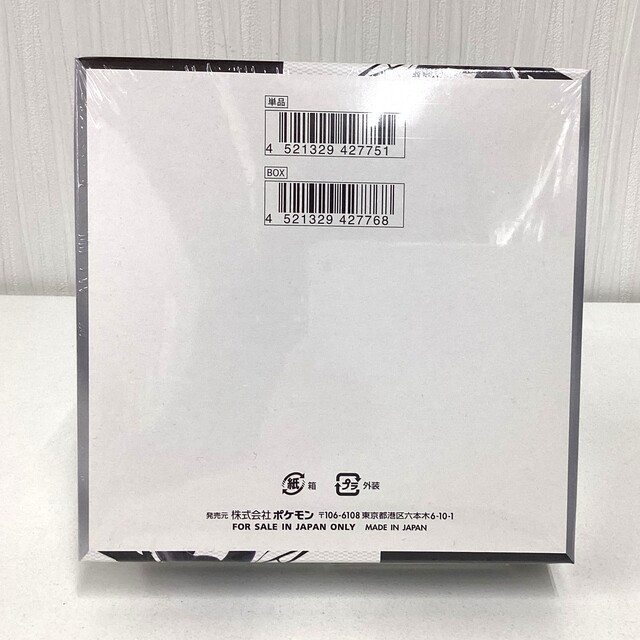 単品
4 521329 427751
BOX
4 521329 427768
紙 箱 プラ 外装
発売元 株式会社ポケモン 〒106-6108 東京都港区六本木6-10-1
FOR SALE IN JAPAN ONLY MADE IN JAPAN